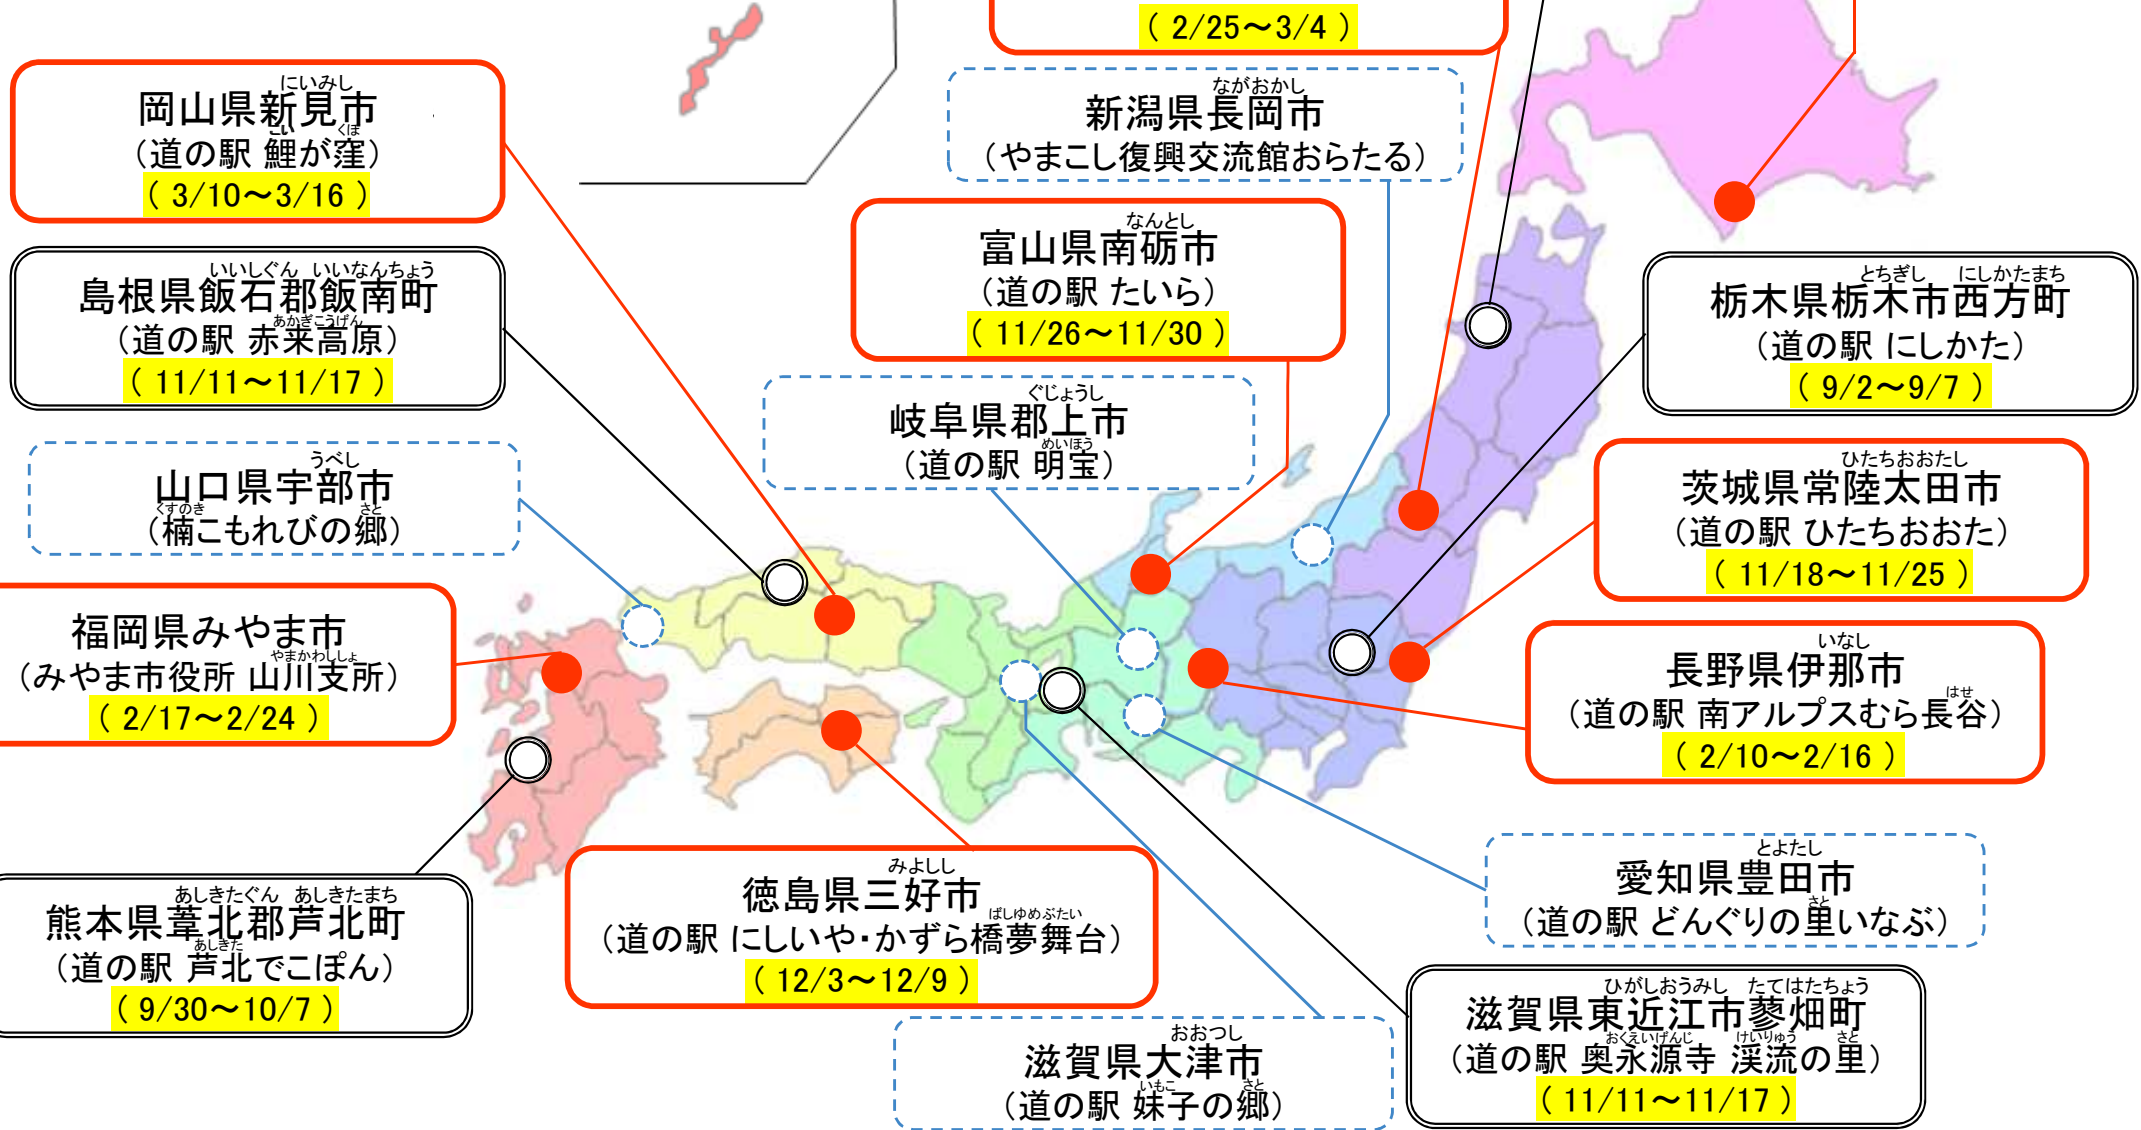 ( 2/25～3/4 )
にいみし
岡山県新見市
こい くぼ
(道の駅 鯉が窪)
( 3/10～3/16 )
ながおかし
新潟県長岡市
(やまこし復興交流館おらたる)
なんとし
富山県南砺市
(道の駅 たいら)
( 11/26～11/30 )
いいしぐん いいなんちょう
島根県飯石郡飯南町
あかぎこうげん
(道の駅 赤来高原)
( 11/11～11/17 )
とちぎし にしかたまち
栃木県栃木市西方町
(道の駅 にしかた)
( 9/2～9/7 )
ぐじょうし
岐阜県郡上市
めいほう
(道の駅 明宝)
うべし
山口県宇部市
くすのき さと
(楠こもれびの郷)
ひたちおおたし
茨城県常陸太田市
(道の駅 ひたちおおた)
( 11/18～11/25 )
福岡県みやま市
やまかわししょ
(みやま市役所 山川支所)
( 2/17～2/24 )
いなし
長野県伊那市
はせ
(道の駅 南アルプスむら長谷)
( 2/10～2/16 )
あしきたぐん あしきたまち
熊本県葦北郡芦北町
あしきた
(道の駅 芦北でこぽん)
( 9/30～10/7 )
みよしし
徳島県三好市
ばしゆめぶたい
(道の駅 にしいや・かずら橋夢舞台)
( 12/3～12/9 )
とよたし
愛知県豊田市
さと
(道の駅 どんぐりの里いなぶ)
おおつし
滋賀県大津市
いもこ さと
(道の駅 妹子の郷)
ひがしおうみし たてはたちょう
滋賀県東近江市蓼畑町
おくえいげんじ けいりゅう さと
(道の駅 奥永源寺 渓流の里)
( 11/11～11/17 )